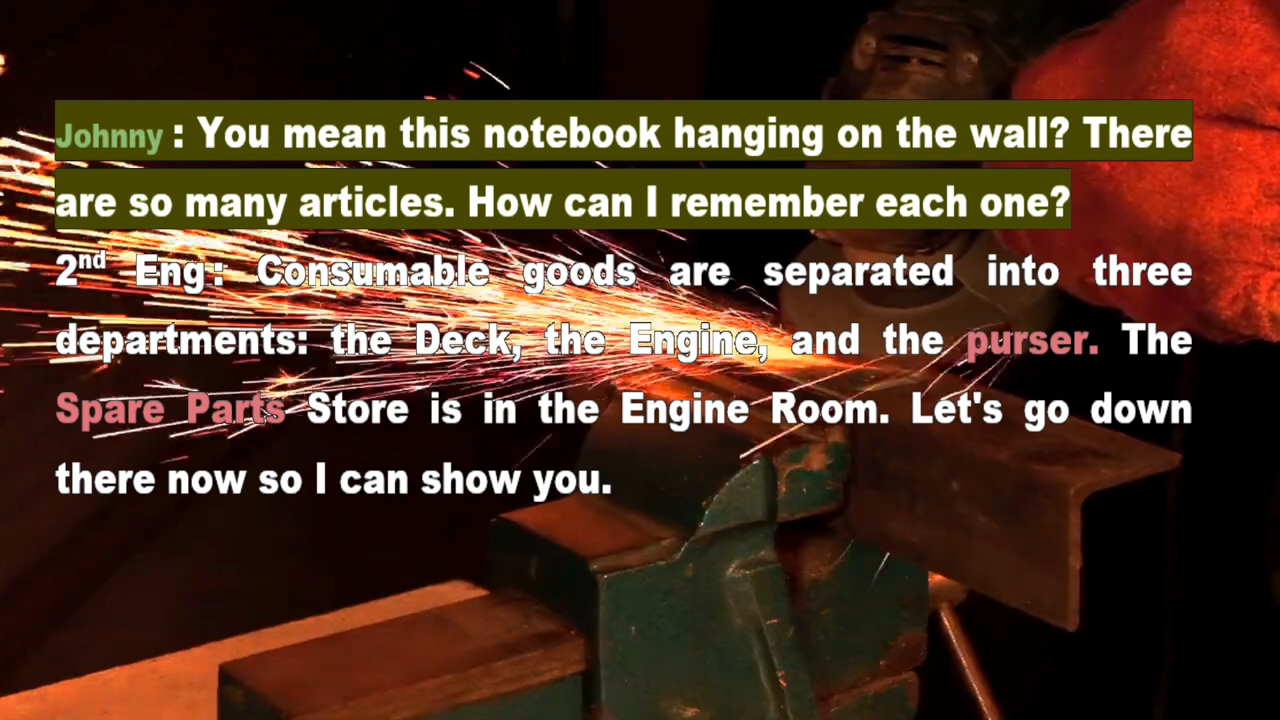 Johnny : You mean this notebook hanging on the wall? There
are so many articles. How can I remember each one?
2nd Eng: Consumable goods are separated into three
departments: the Deck, the Engine, and the purser. The
Spare Parts Store is in the Engine Room. Let's go down
there now so I can show you.